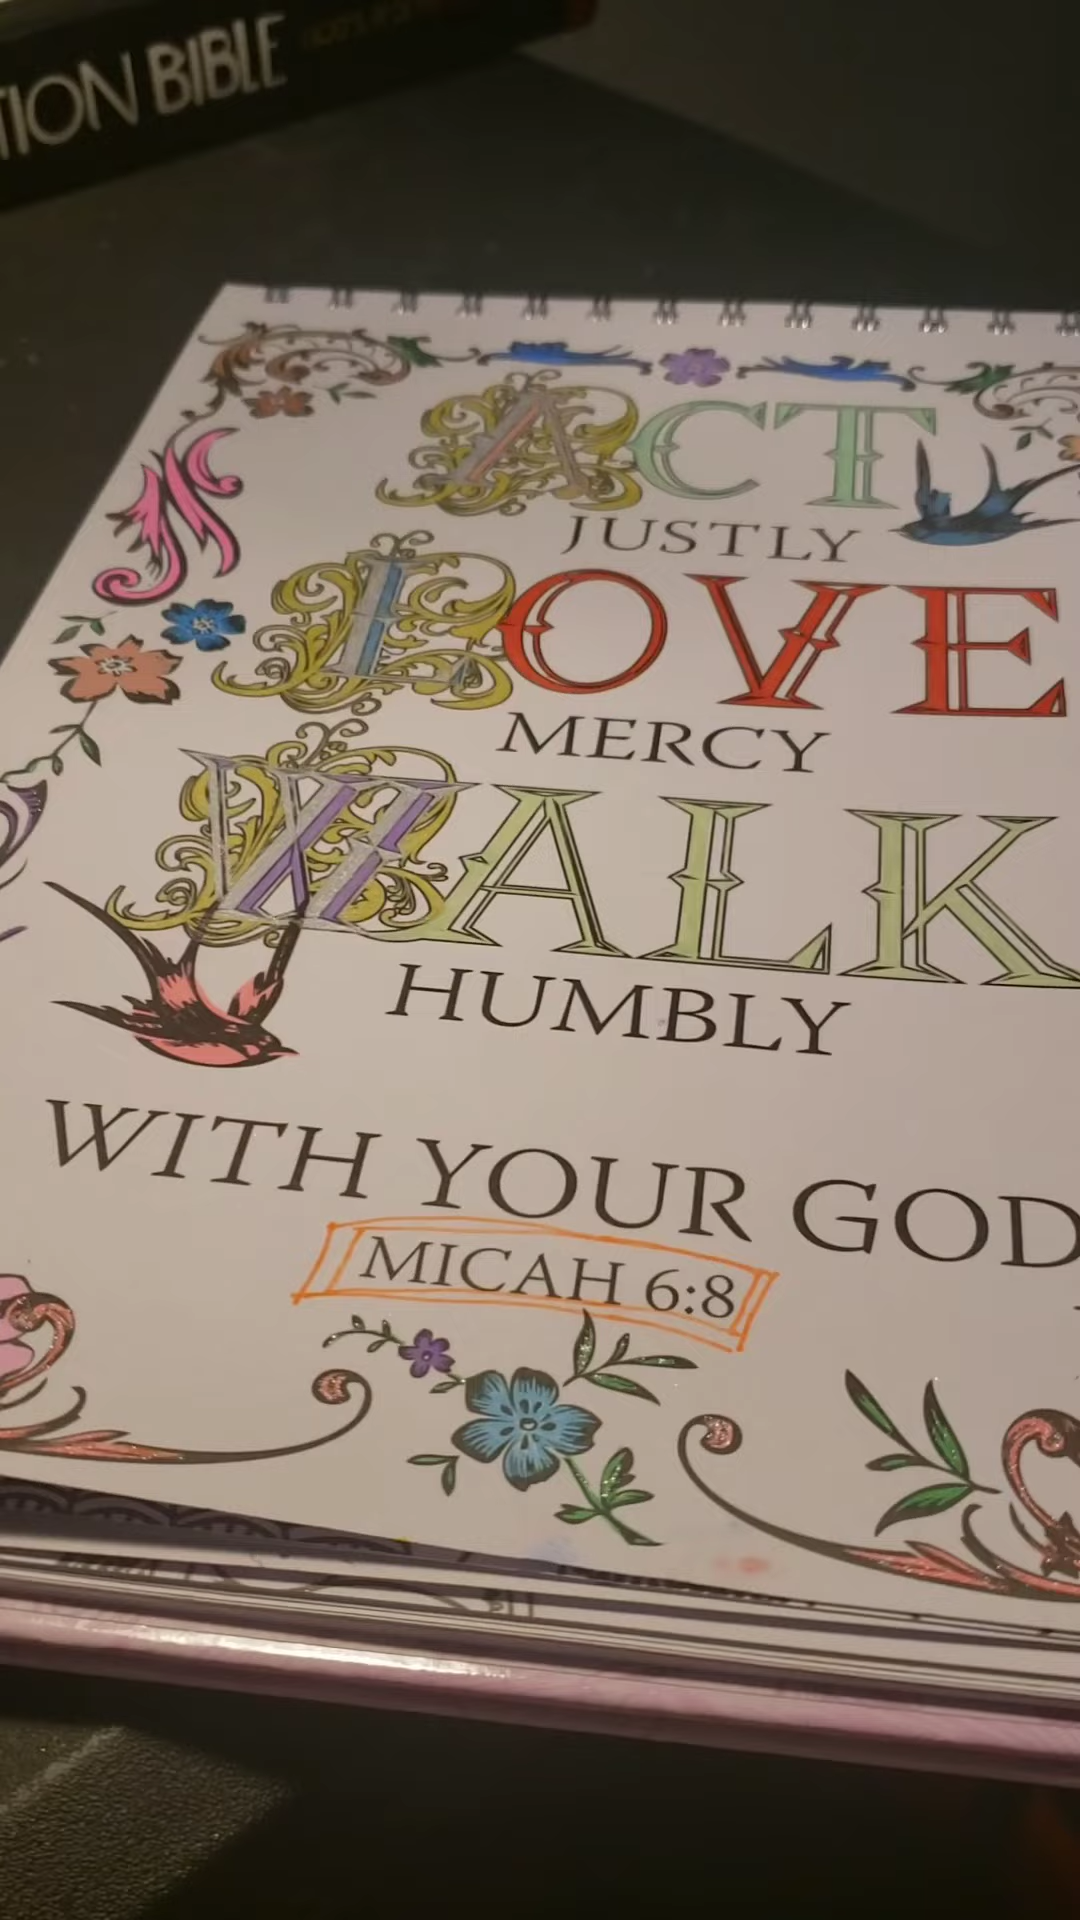 TION BIBLE
ACT
JUSTLY
LOVE
MERCY
WALK
HUMBLY
WITH YOUR GOD
MICAH 6:8